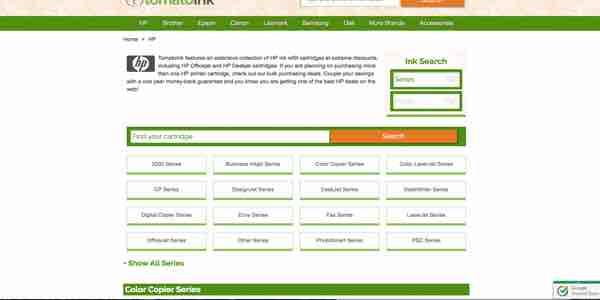 tomatoink
HP Brother Epson Canon Lexmark Samsung Oki More Brands Accessories
Home > HP
hp
TomatoInk features an extensive collection of HP ink with cartridges at extreme discounts,
including HP Officejet and HP Deskjet cartridges. If you are planning on purchasing more
than one HP printer cartridge, check out our bulk purchasing deals. Couple your savings
with a one year money-back guarantee and you know you are getting one of the best HP deals on the
web!
Ink Search
Series
Find your cartridge
Search
2000 Series Business Inkjet Series Color Copier Series Color LaserJet Series
CP Series DesignJet Series DeskJet Series DeskWriter Series
Digital Copier Series Envy Series Fax Series LaserJet Series
OfficeJet Series Other Series PhotoSmart Series PSC Series
Show All Series
Color Copier Series
Google
Trusted Store